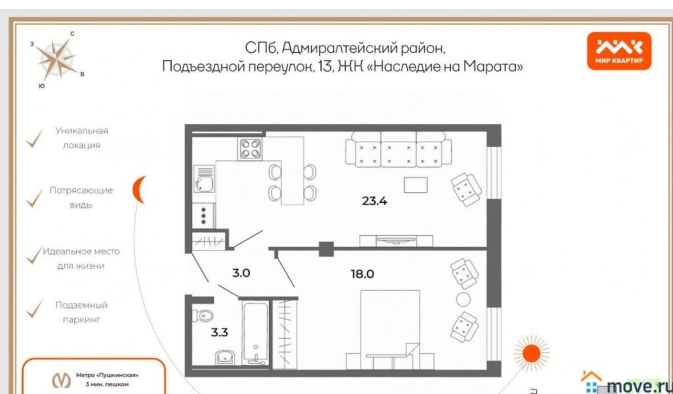 С
З
В
Ю
СПб, Адмиралтейский район,
Подъездной переулок, 13, ЖК «Наследие на Марата»
МИР КВАРТИР
Уникальная
локация
Потрясающие
виды
Идеальное место
для жизни
Подземный
паркинг
23.4
3.0
18.0
3.3
Метро «Пушкинская»
3 мин. пешком
move.ru